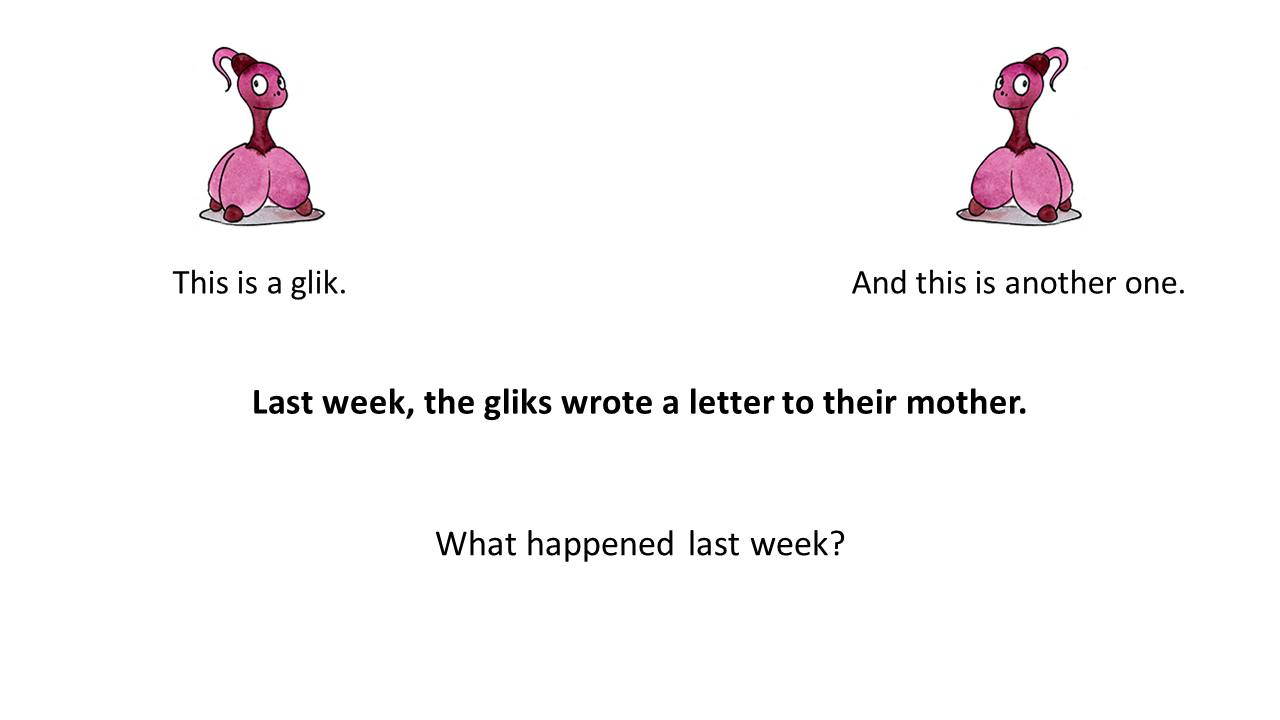 This is a glik.
And this is another one.
Last week, the gliks wrote a letter to their mother.
What happened last week?